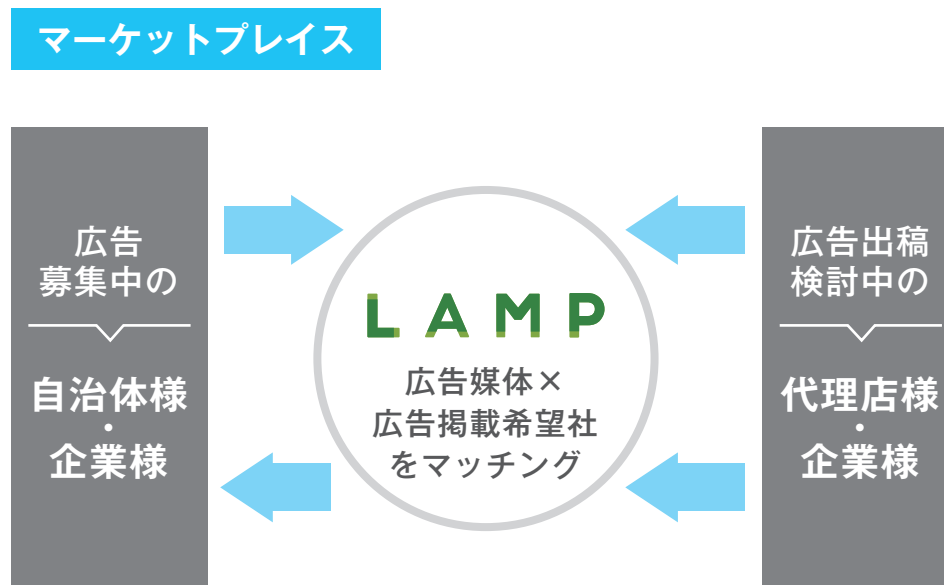 マーケットプレイス
広告
募集中の
自治体様
・
企業様
LAMP
広告媒体×
広告掲載希望社
をマッチング
広告出稿
検討中の
代理店様
・
企業様